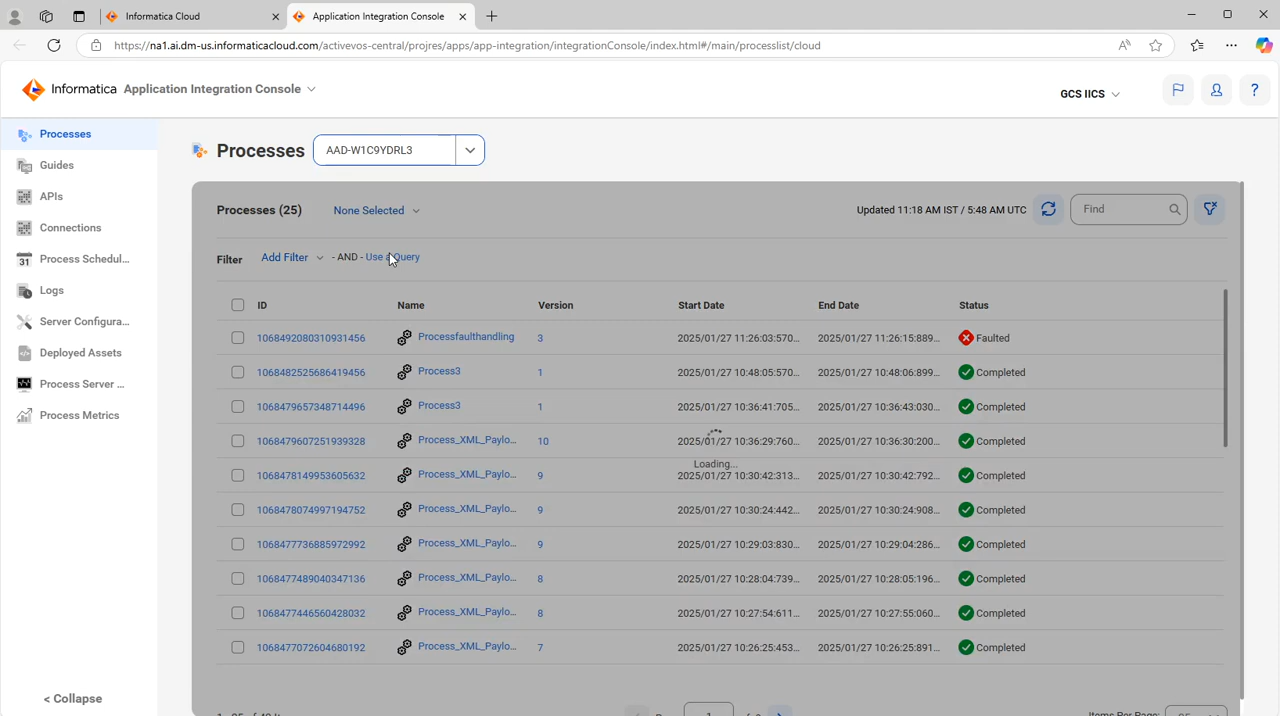 Informatica Cloud
Application Integration Console
https://na1.ai.dm-us.informaticacloud.com/activevos-central/projres/apps/app-integration/integrationConsole/index.html#/main/processlist/cloud
Informatica Application Integration Console
GCS IICS
?
Processes
Guides
APIs
Connections
Process Schedul...
Logs
Server Configura...
Deployed Assets
Process Server ...
Process Metrics
< Collapse
Processes AAD-W1C9YDRL3
Processes (25) None Selected Updated 11:18 AM IST / 5:48 AM UTC Find
Filter Add Filter - AND - Use a Query
ID Name Version Start Date End Date Status
1068492080310931456 Processfaulthandling 3 2025/01/27 11:26:03:570... 2025/01/27 11:26:15:889... Faulted
1068482525686419456 Process3 1 2025/01/27 10:48:05:570... 2025/01/27 10:48:06:899... Completed
1068479657348714496 Process3 1 2025/01/27 10:36:41:705... 2025/01/27 10:36:43:030... Completed
1068479607251939328 Process_XML_Paylo... 10 2025/01/27 10:36:29:760... 2025/01/27 10:36:30:200... Completed
Loading...
1068478149953605632 Process_XML_Paylo... 9 2025/01/27 10:30:42:313... 2025/01/27 10:30:42:792... Completed
1068478074997194752 Process_XML_Paylo... 9 2025/01/27 10:30:24:442... 2025/01/27 10:30:24:908... Completed
1068477736885972992 Process_XML_Paylo... 9 2025/01/27 10:29:03:830... 2025/01/27 10:29:04:286... Completed
1068477489040347136 Process_XML_Paylo... 8 2025/01/27 10:28:04:739... 2025/01/27 10:28:05:196... Completed
1068477446560428032 Process_XML_Paylo... 8 2025/01/27 10:27:54:611... 2025/01/27 10:27:55:060... Completed
1068477072604680192 Process_XML_Paylo... 7 2025/01/27 10:26:25:453... 2025/01/27 10:26:25:891... Completed
Items Per Page: